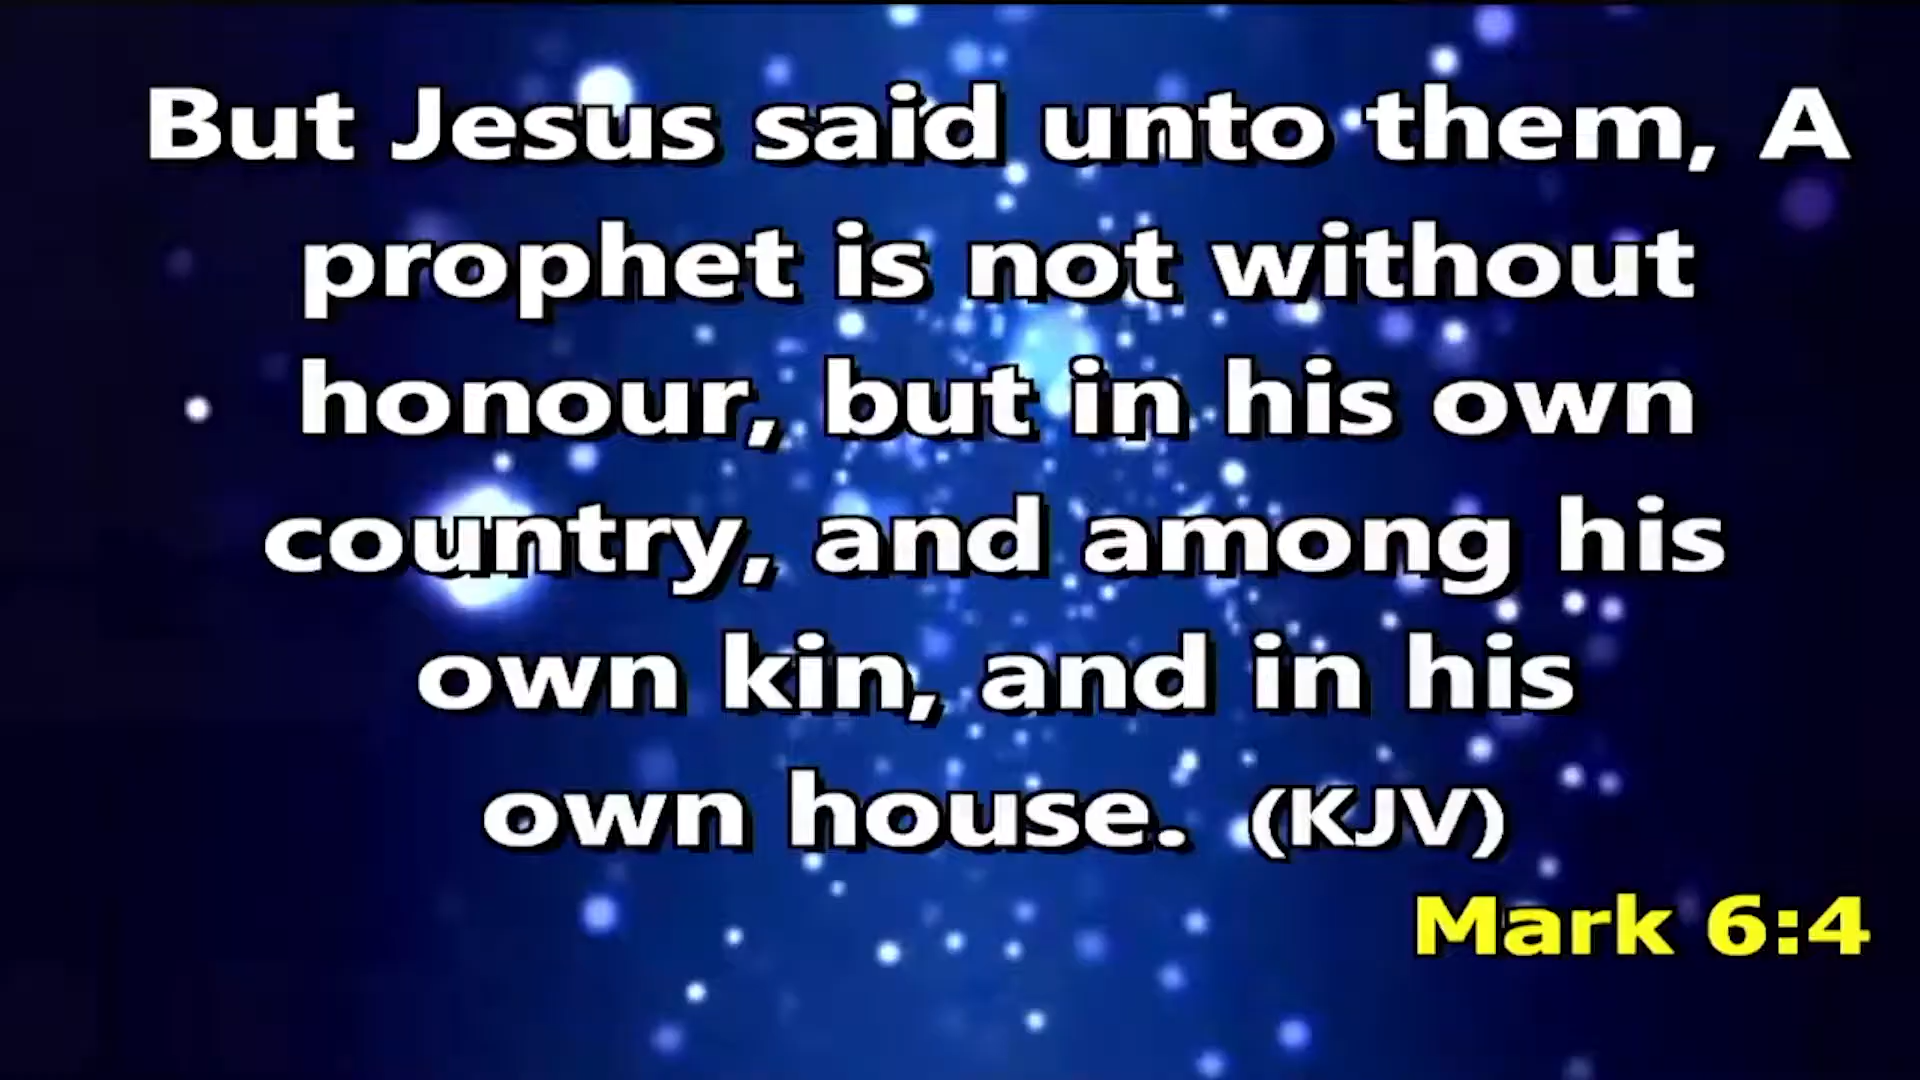 But Jesus said unto them, A
prophet is not without
honour, but in his own
country, and among his
own kin, and in his
own house. (KJV)
Mark 6:4